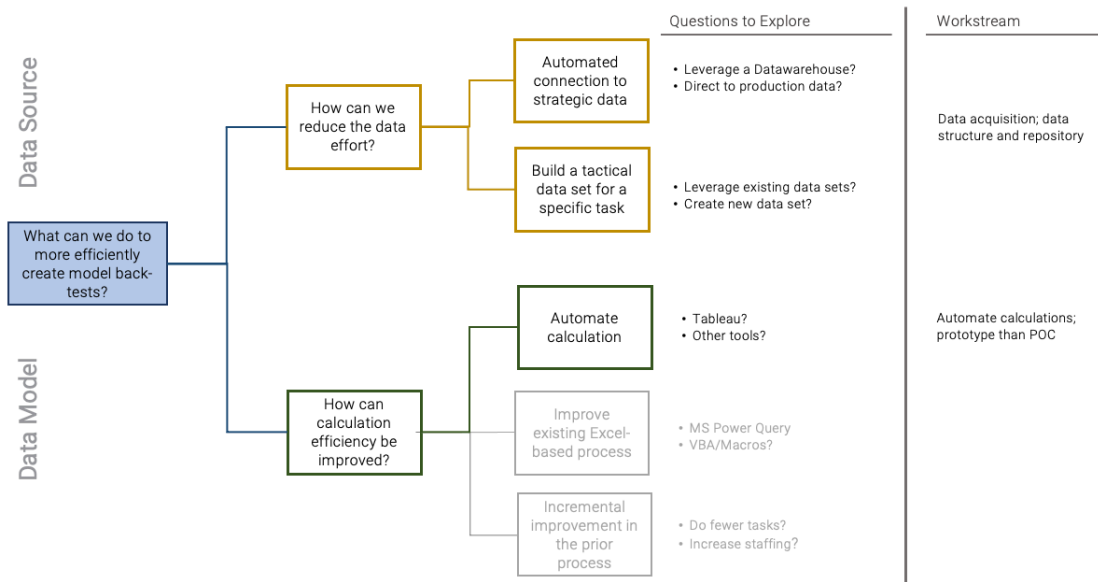 Questions to Explore
Workstream
Data Source
How can we
reduce the data
effort?
Automated
connection to
strategic data
• Leverage a Datawarehouse?
• Direct to production data?
Data acquisition; data
structure and repository
Build a tactical
data set for a
specific task
• Leverage existing data sets?
• Create new data set?
What can we do to
more efficiently
create model back-
tests?
Data Model
How can
calculation
efficiency be
improved?
Automate
calculation
• Tableau?
• Other tools?
Automate calculations;
prototype than POC
Improve
existing Excel-
based process
• MS Power Query
• VBA/Macros?
Incremental
improvement in
the prior
process
• Do fewer tasks?
• Increase staffing?